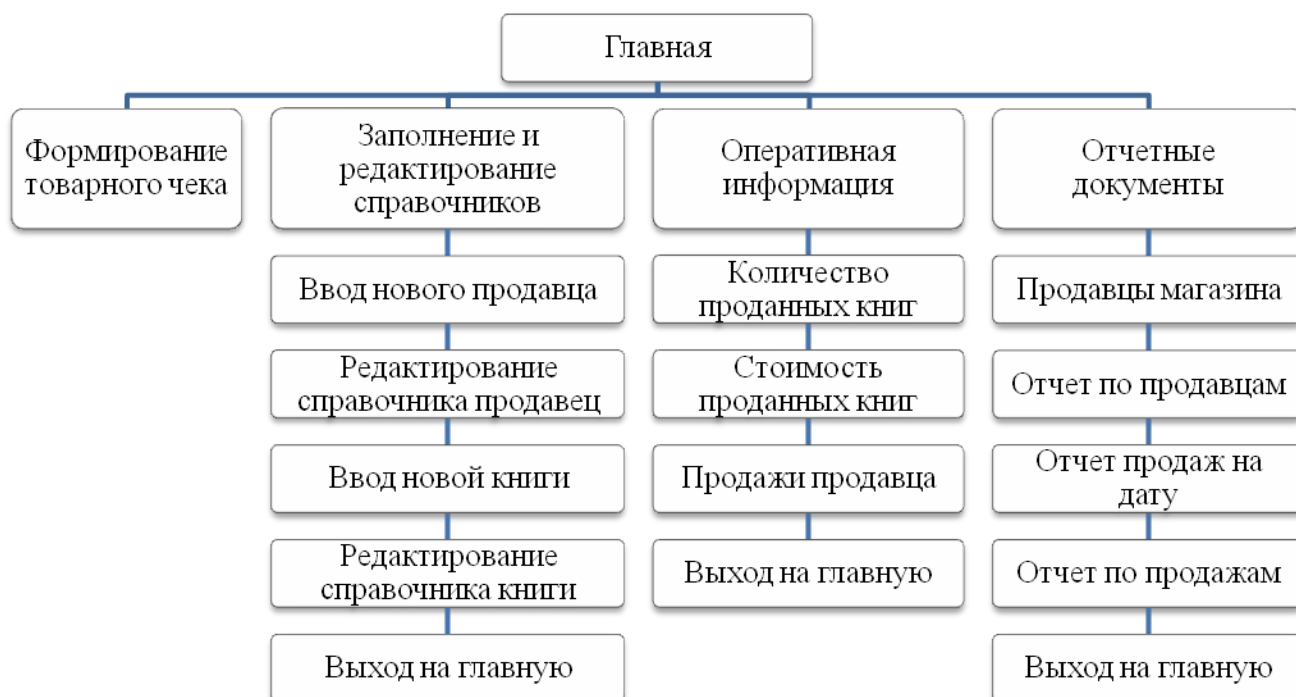 Главная
Формирование
товарного чека
Заполнение и
редактирование
справочников
Оперативная
информация
Отчетные
документы
Ввод нового продавца
Количество
проданных книг
Продавцы магазина
Редактирование
справочника продавец
Стоимость
проданных книг
Отчет по продавцам
Ввод новой книги
Продажи продавца
Отчет продаж на
дату
Редактирование
справочника книги
Выход на главную
Отчет по продажам
Выход на главную
Выход на главную